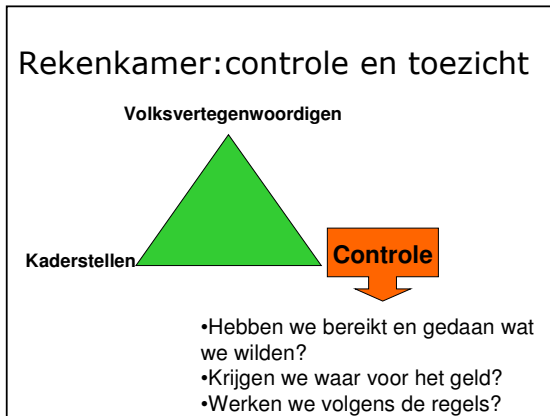 Rekenkamer:controle en toezicht
Volksvertegenwoordigen
Kaderstellen
Controle
•Hebben we bereikt en gedaan wat
we wilden?
•Krijgen we waar voor het geld?
•Werken we volgens de regels?